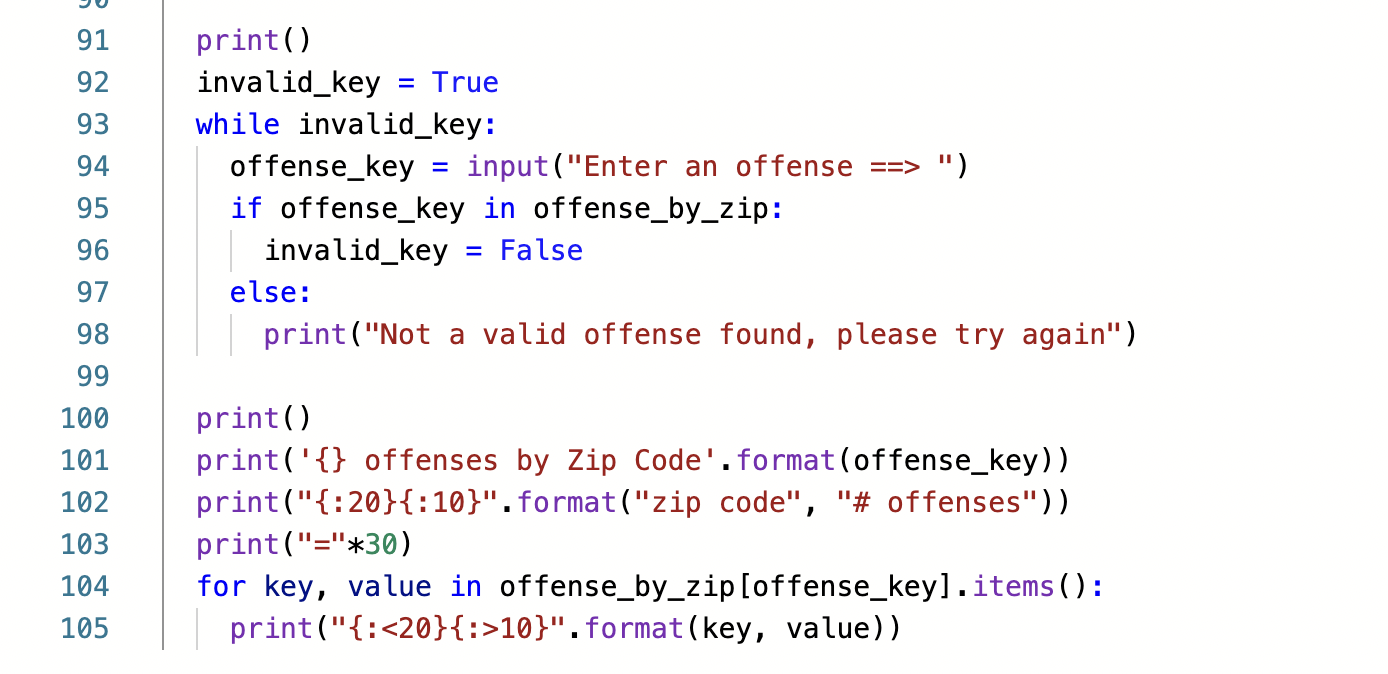 91 print()
92 invalid_key = True
93 while invalid_key:
94 offense_key = input("Enter an offense ==> ")
95 if offense_key in offense_by_zip:
96 invalid_key = False
97 else:
98 print("Not a valid offense found, please try again")
99
100 print()
101 print('{} offenses by Zip Code'.format(offense_key))
102 print("{:20}{:10}".format("zip code", "# offenses"))
103 print("="*30)
104 for key, value in offense_by_zip[offense_key].items():
105 print("{:<20}{:>10}".format(key, value))